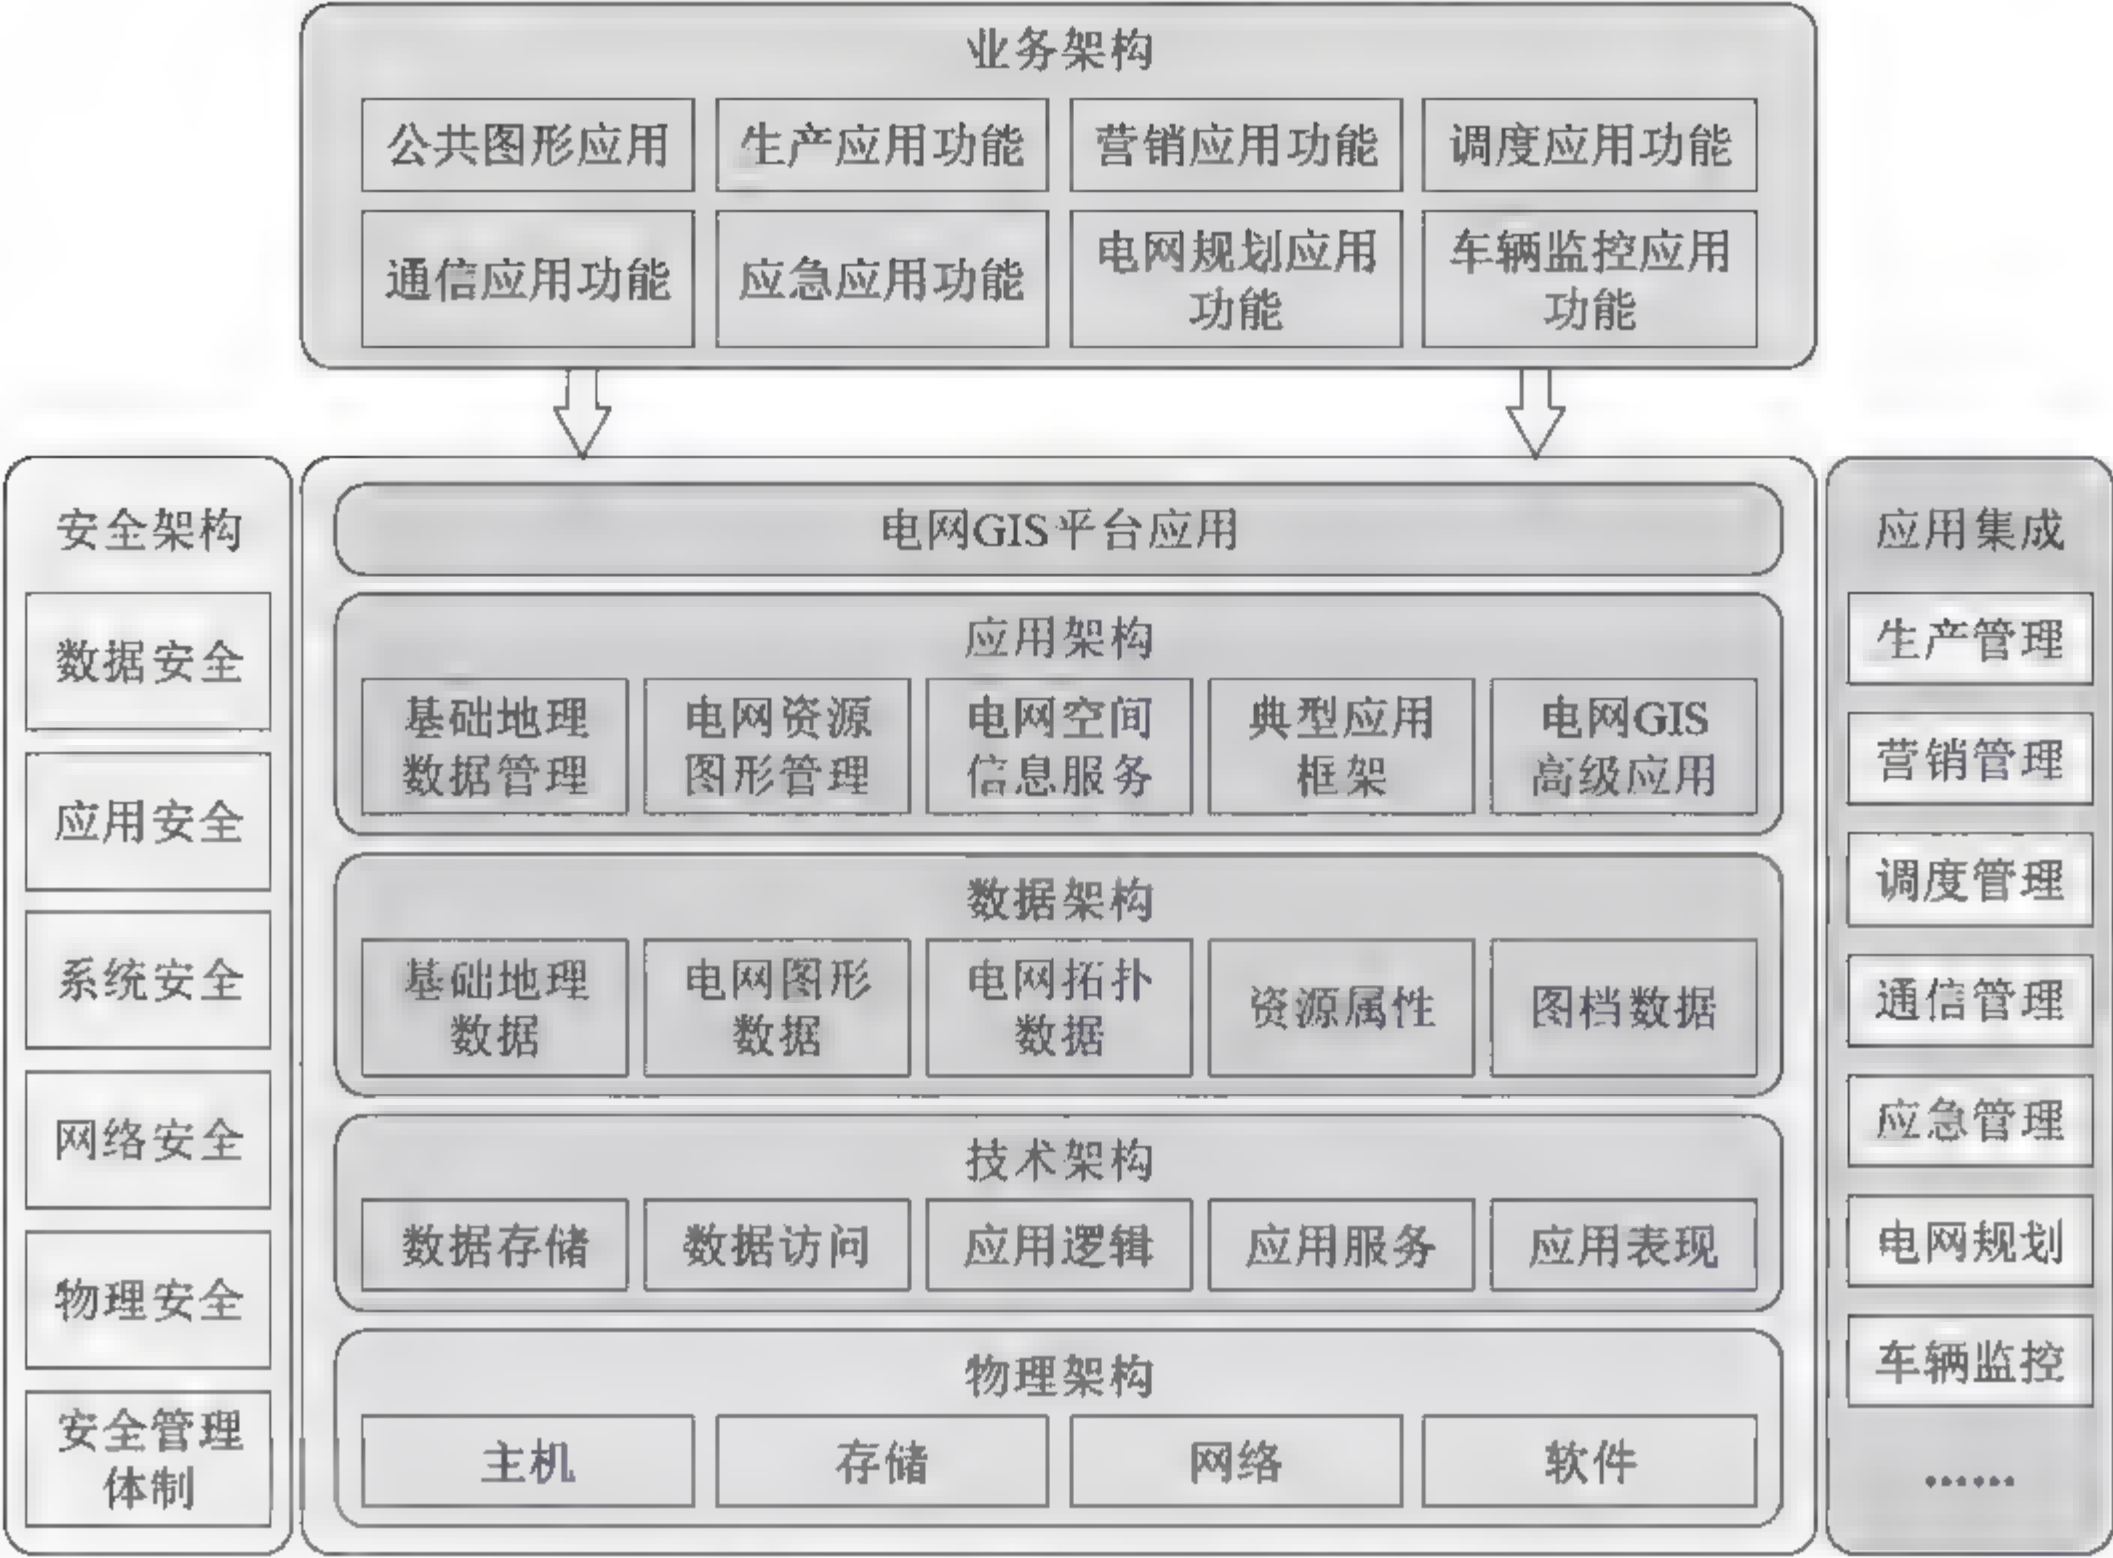 业务架构
公共图形应用
生产应用功能
营销应用功能
调度应用功能
通信应用功能
应急应用功能
电网规划应用
功能
车辆监控应用
功能
安全架构
数据安全
应用安全
系统安全
网络安全
物理安全
安全管理
体制
电网GIS平台应用
应用架构
基础地理
数据管理
电网资源
图形管理
电网空间
信息服务
典型应用
框架
电网GIS
高级应用
数据架构
基础地理
数据
电网图形
数据
电网拓扑
数据
资源属性
图档数据
技术架构
数据存储
数据访问
应用逻辑
应用服务
应用表现
物理架构
主机
存储
网络
软件
应用集成
生产管理
营销管理
调度管理
通信管理
应急管理
电网规划
车辆监控
……